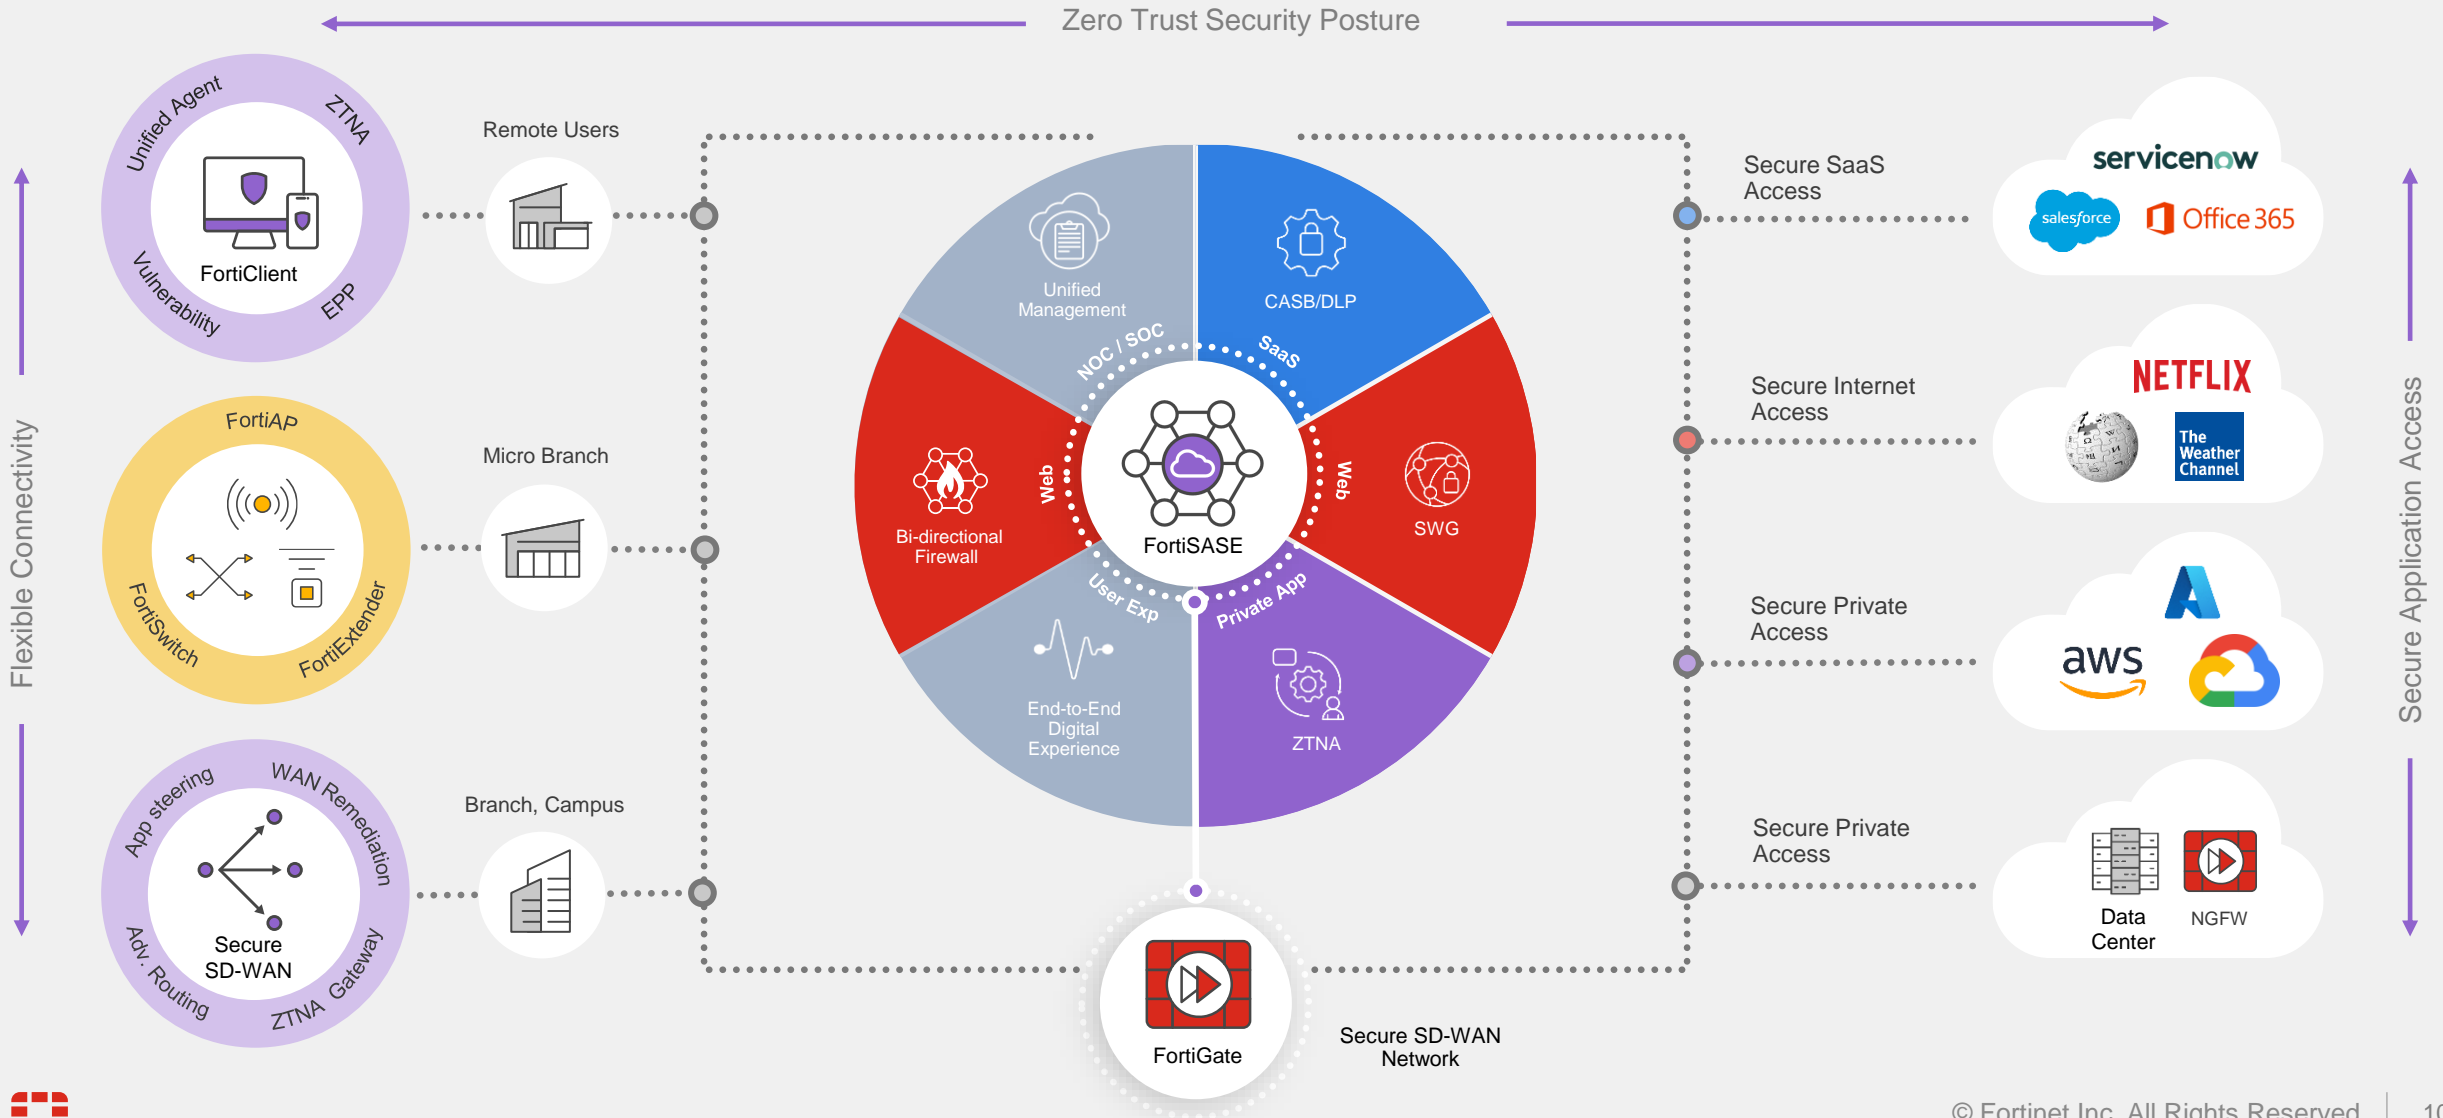 Zero Trust Security Posture
Flexible Connectivity
Unified Agent
ZTNA
FortiClient
Vulnerability
EPP
Remote Users
FortiAP
FortiSwitch
FortiExtender
Micro Branch
App steering
WAN Remediation
Secure
SD-WAN
Adv. Routing
ZTNA Gateway
Branch, Campus
Unified
Management
NOC / SOC
CASB/DLP
SaaS
Bi-directional
Firewall
Web
FortiSASE
Web
SWG
End-to-End
Digital
Experience
User Exp
Private App
ZTNA
FortiGate
Secure SD-WAN
Network
Secure SaaS
Access
servicenow
salesforce
Office 365
Secure Internet
Access
NETFLIX
The
Weather
Channel
Secure Private
Access
aws
Secure Private
Access
Data
Center
NGFW
Secure Application Access
© Fortinet Inc. All Rights Reserved.